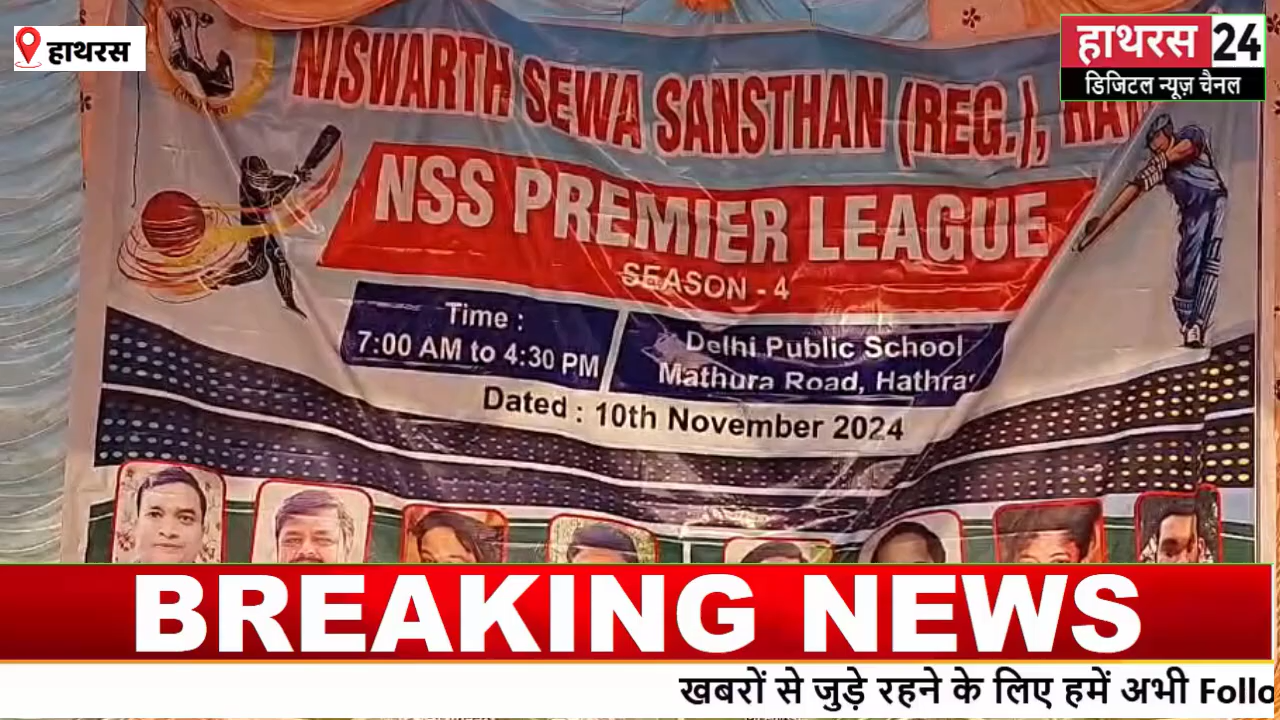 हाथरस
हाथरस 24
डिजिटल न्यूज़ चैनल
NISWARTH SEWA SANSTHAN (REG.),
NSS PREMIER LEAGUE
SEASON - 4
Time :
7:00 AM to 4:30 PM
Delhi Public School
Mathura Road, Hathras
Dated : 10th November 2024
BREAKING NEWS
खबरों से जुड़े रहने के लिए हमें अभी Follo